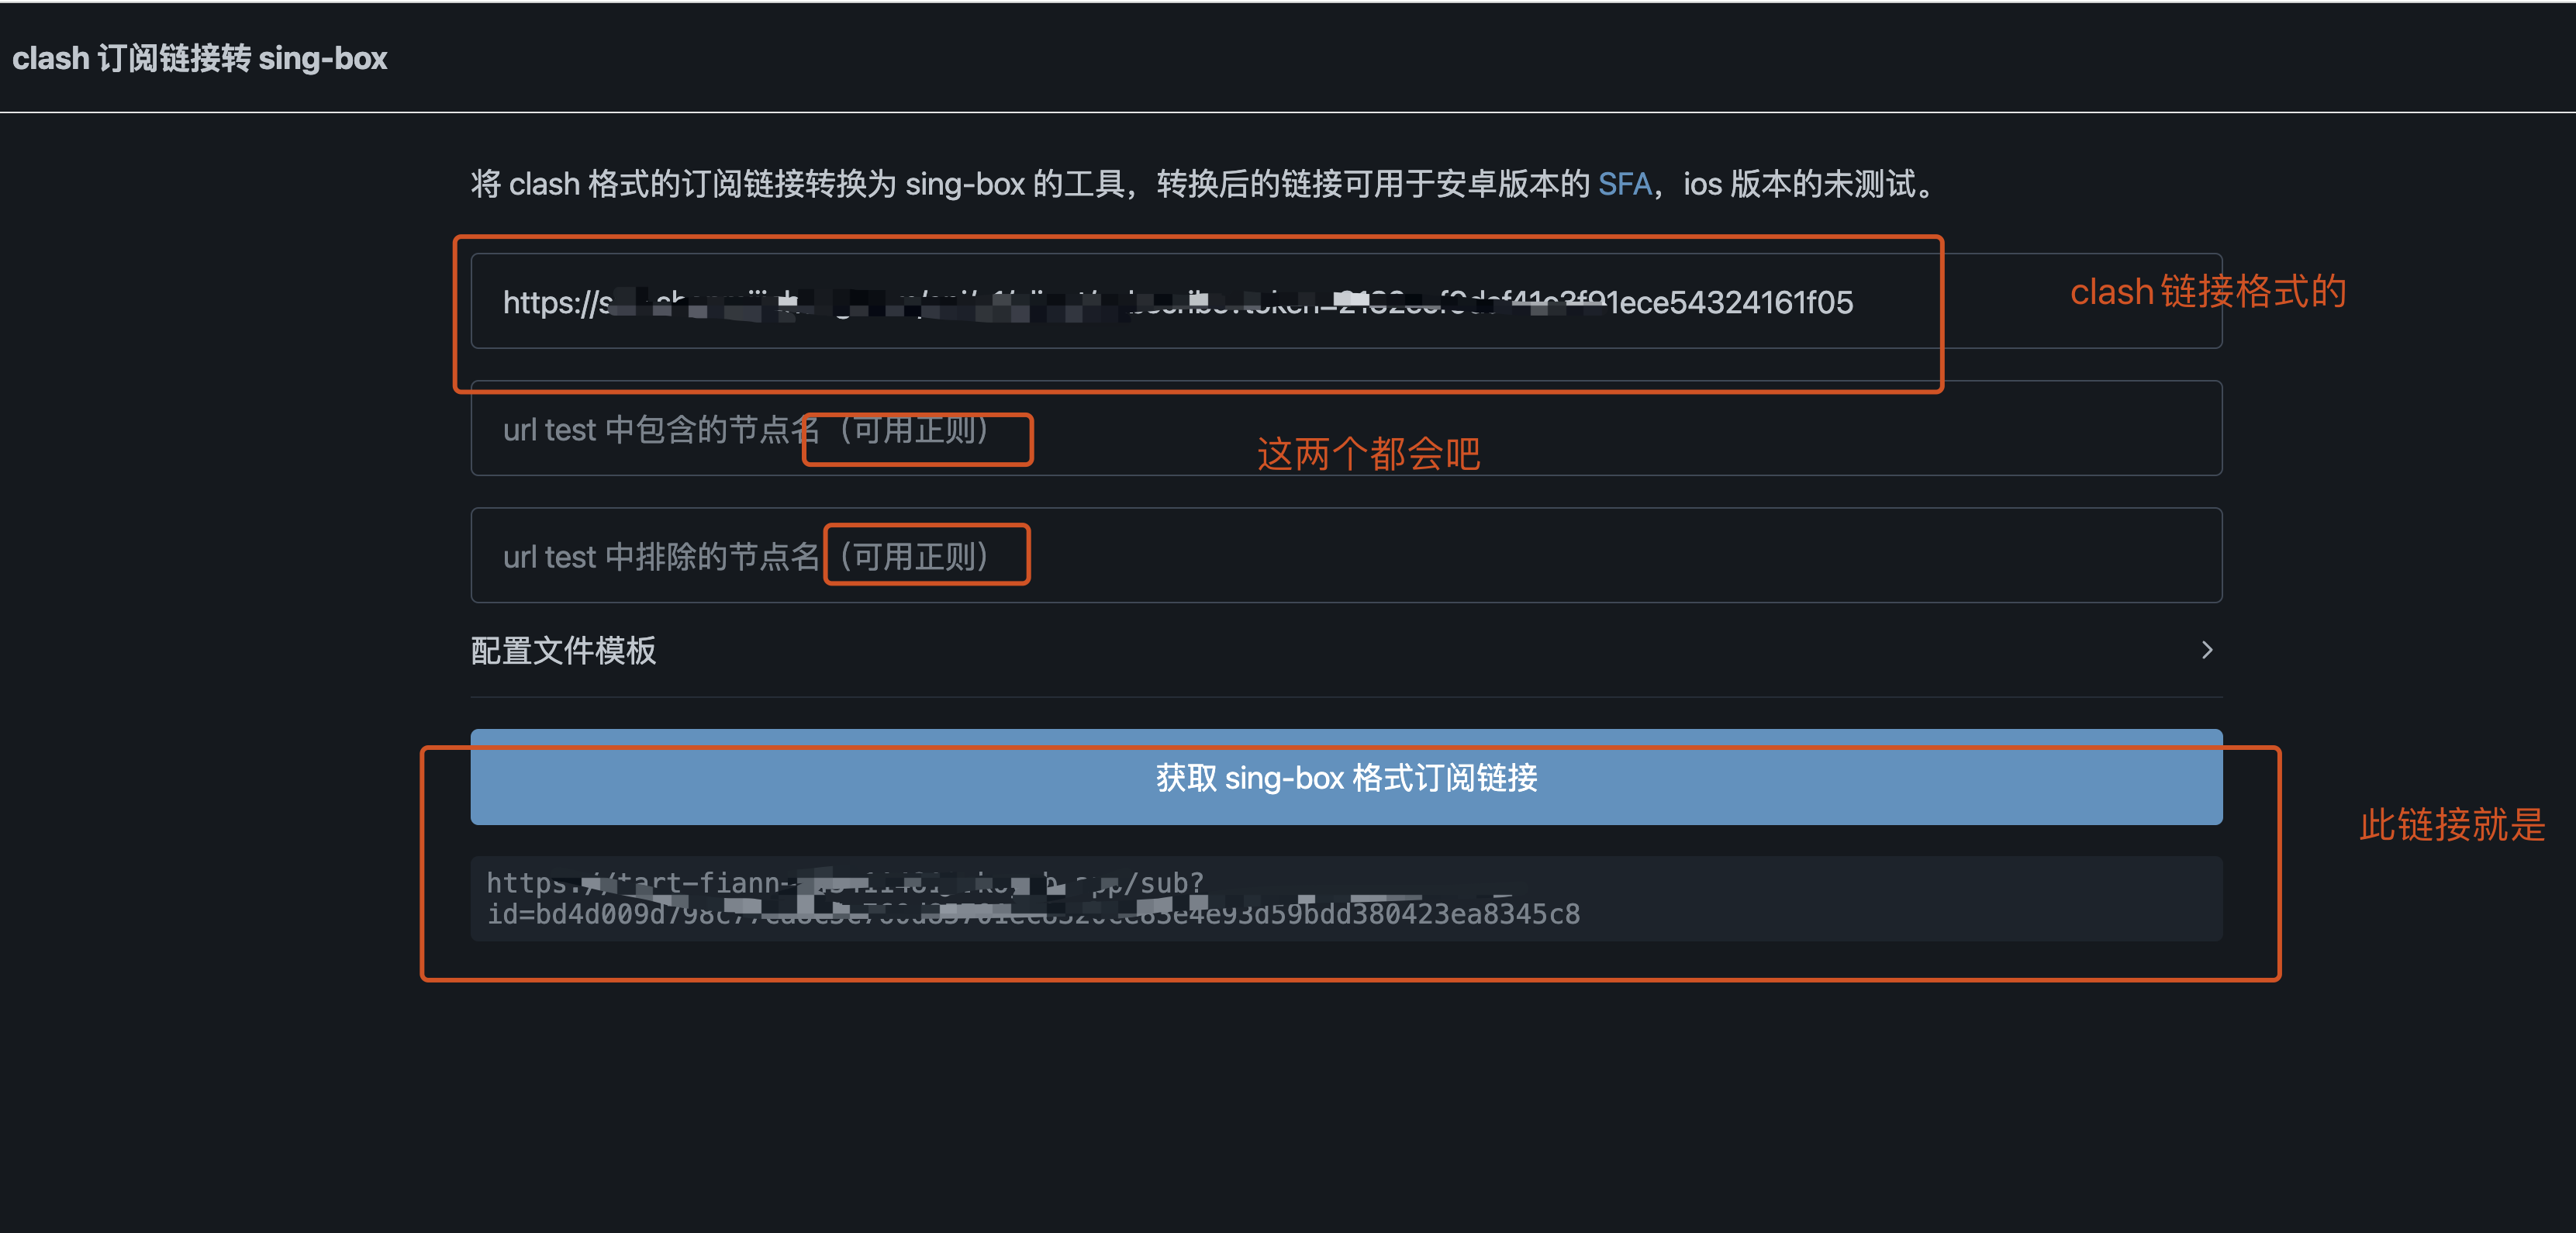 clash 订阅链接转 sing-box
将 clash 格式的订阅链接转换为 sing-box 的工具，转换后的链接可用于安卓版本的 SFA，ios 版本的未测试。
https://s 1ece54324161f05
clash 链接格式的
url test 中包含的节点名（可用正则）
这两个都会吧
url test 中排除的节点名（可用正则）
配置文件模板
获取 sing-box 格式订阅链接
此链接就是
/sub?
id=bd4d009d798c e4e93d59bdd380423ea8345c8